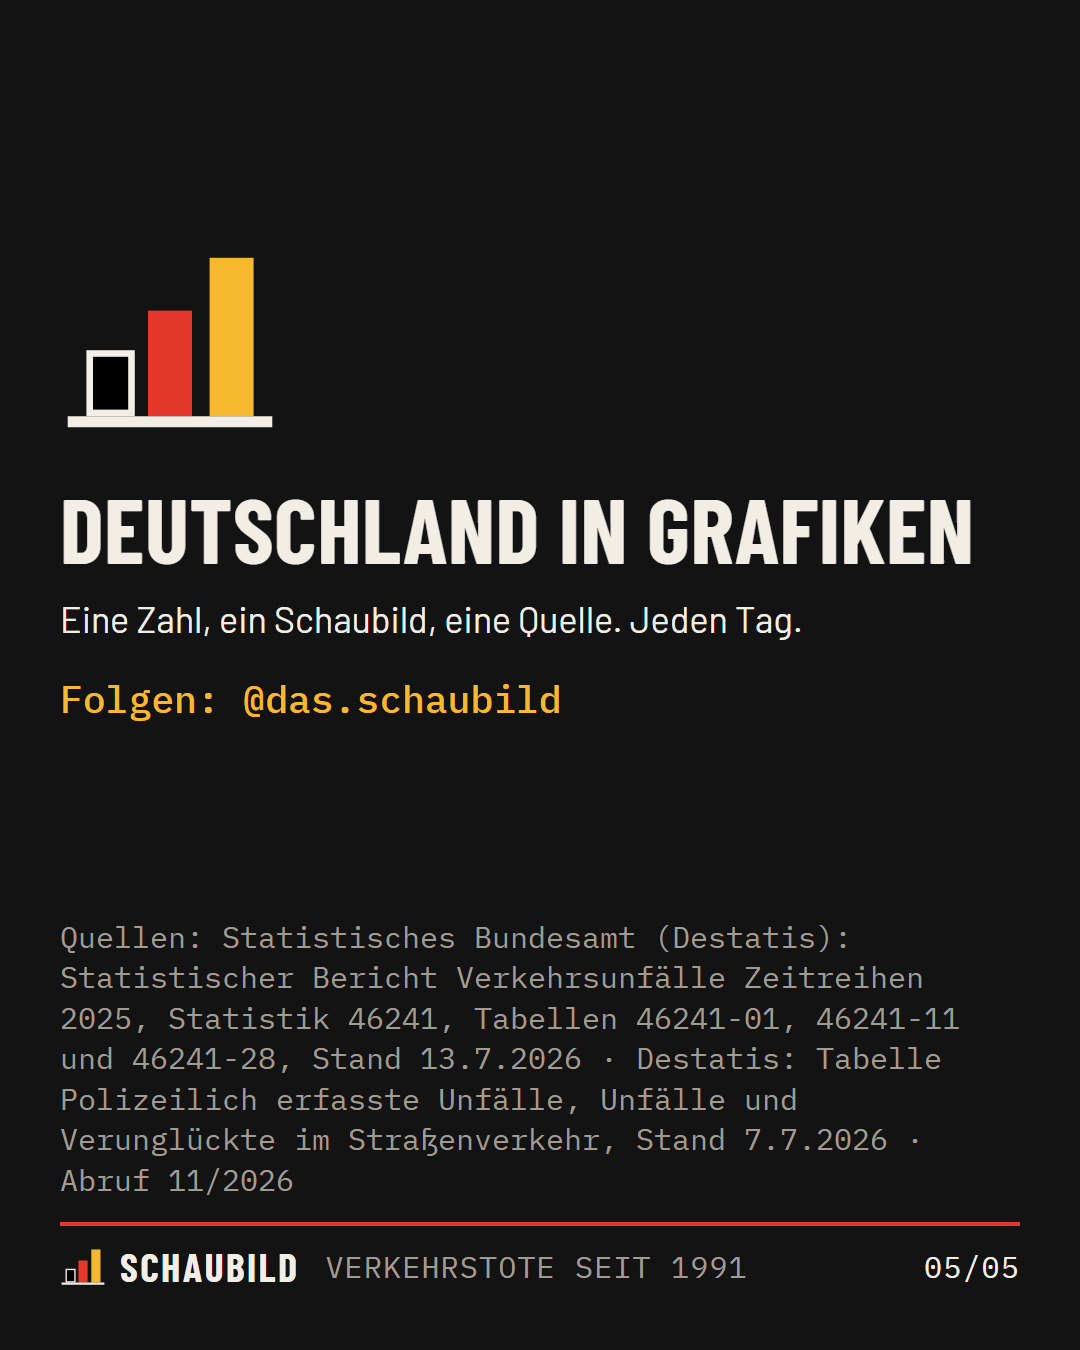 DEUTSCHLAND IN GRAFIKEN
Eine Zahl, ein Schaubild, eine Quelle. Jeden Tag.
Folgen: @das.schaubild
Quellen: Statistisches Bundesamt (Destatis):
Statistischer Bericht Verkehrsunfälle Zeitreihen
2025, Statistik 46241, Tabellen 46241-01, 46241-11
und 46241-28, Stand 13.7.2026 · Destatis: Tabelle
Polizeilich erfasste Unfälle, Unfälle und
Verunglückte im Straßenverkehr, Stand 7.7.2026 ·
Abruf 11/2026
SCHAUBILD VERKEHRSTOTE SEIT 1991 05/05